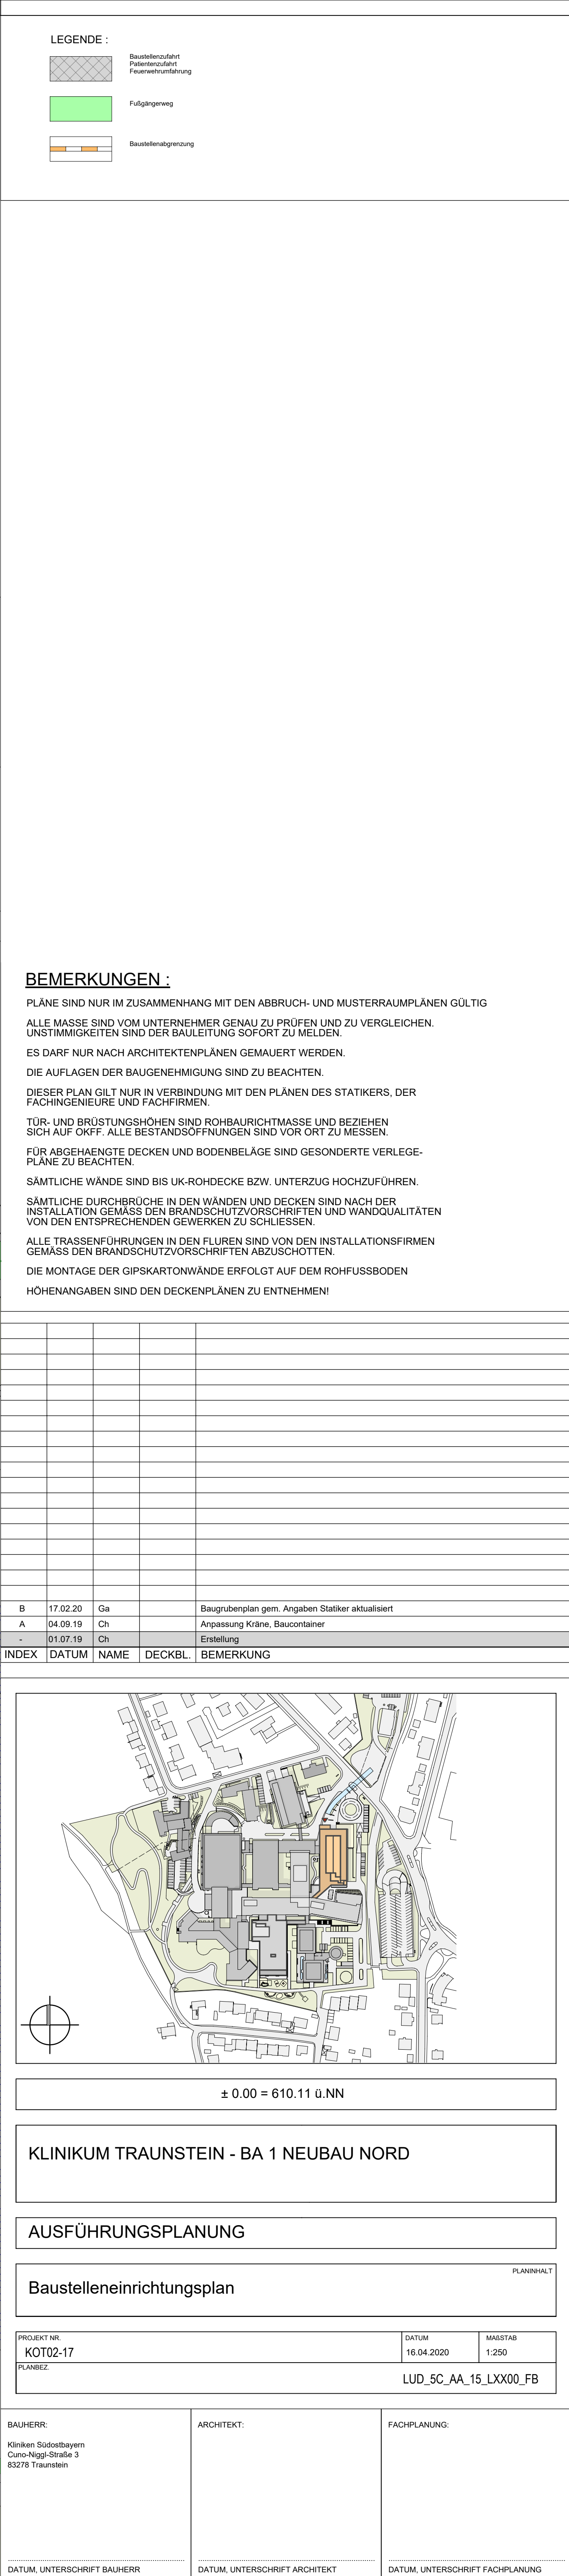 LEGENDE :
Baustellenzufahrt
Patientenzufahrt
Feuerwehrumfahrung
Fußgängerweg
Baustellenabgrenzung
BEMERKUNGEN :
PLÄNE SIND NUR IM ZUSAMMENHANG MIT DEN ABBRUCH- UND MUSTERRAUMPLÄNEN GÜLTIG
ALLE MASSE SIND VOM UNTERNEHMER GENAU ZU PRÜFEN UND ZU VERGLEICHEN.
UNSTIMMIGKEITEN SIND DER BAULEITUNG SOFORT ZU MELDEN.
ES DARF NUR NACH ARCHITEKTENPLÄNEN GEMAUERT WERDEN.
DIE AUFLAGEN DER BAUGENEHMIGUNG SIND ZU BEACHTEN.
DIESER PLAN GILT NUR IN VERBINDUNG MIT DEN PLÄNEN DES STATIKERS, DER
FACHINGENIEURE UND FACHFIRMEN.
TÜR- UND BRÜSTUNGSHÖHEN SIND ROHBAURICHTMASSE UND BEZIEHEN
SICH AUF OKFF. ALLE BESTANDSÖFFNUNGEN SIND VOR ORT ZU MESSEN.
FÜR ABGEHAENGTE DECKEN UND BODENBELÄGE SIND GESONDERTE VERLEGE-
PLÄNE ZU BEACHTEN.
SÄMTLICHE WÄNDE SIND BIS UK-ROHDECKE BZW. UNTERZUG HOCHZUFÜHREN.
SÄMTLICHE DURCHBRÜCHE IN DEN WÄNDEN UND DECKEN SIND NACH DER
INSTALLATION GEMÄSS DEN BRANDSCHUTZVORSCHRIFTEN UND WANDQUALITÄTEN
VON DEN ENTSPRECHENDEN GEWERKEN ZU SCHLIESSEN.
ALLE TRASSENFÜHRUNGEN IN DEN FLUREN SIND VON DEN INSTALLATIONSFIRMEN
GEMÄSS DEN BRANDSCHUTZVORSCHRIFTEN ABZUSCHOTTEN.
DIE MONTAGE DER GIPSKARTONWÄNDE ERFOLGT AUF DEM ROHFUSSBODEN
HÖHENANGABEN SIND DEN DECKENPLÄNEN ZU ENTNEHMEN!
B 17.02.20 Ga Baugrubenplan gem. Angaben Statiker aktualisiert
A 04.09.19 Ch Anpassung Kräne, Baucontainer
- 01.07.19 Ch Erstellung
INDEX DATUM NAME DECKBL. BEMERKUNG
± 0.00 = 610.11 ü.NN
KLINIKUM TRAUNSTEIN - BA 1 NEUBAU NORD
AUSFÜHRUNGSPLANUNG
PLANINHALT
Baustelleneinrichtungsplan
PROJEKT NR. DATUM MAßSTAB
KOT02-17 16.04.2020 1:250
PLANBEZ.
LUD_5C_AA_15_LXX00_FB
BAUHERR: ARCHITEKT: FACHPLANUNG:
Kliniken Südostbayern
Cuno-Niggl-Straße 3
83278 Traunstein
DATUM, UNTERSCHRIFT BAUHERR DATUM, UNTERSCHRIFT ARCHITEKT DATUM, UNTERSCHRIFT FACHPLANUNG